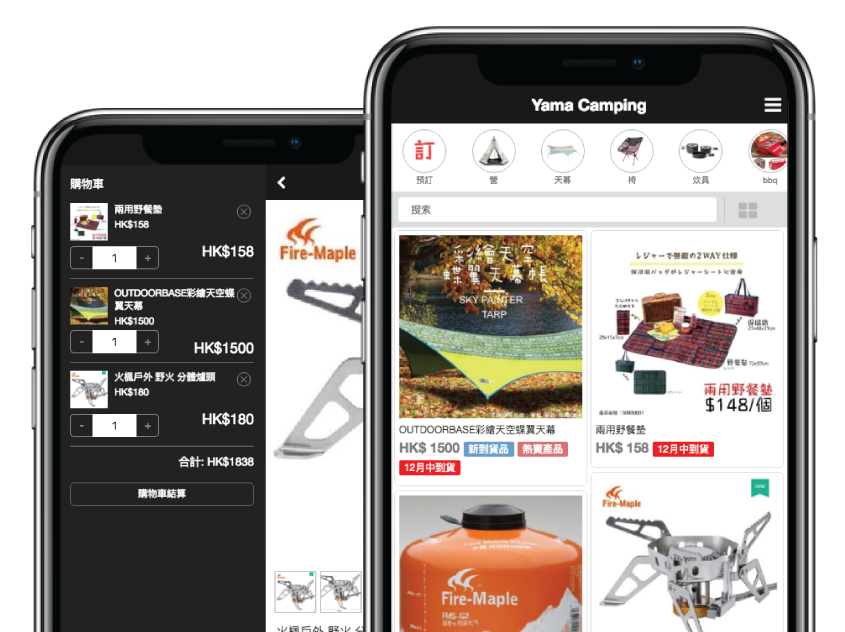 購物車
兩用野餐墊
HK$158
- 1 +
HK$158
OUTDOORBASE彩繪天空蝶
翼天幕
HK$1500
- 1 +
HK$1500
火楓戶外 野火 分體爐頭
HK$180
- 1 +
HK$180
合計: HK$1838
購物車結算
Fire-Maple
火楓戶外 野火 分
Yama Camping
訂
預訂
營
天幕
椅
炊具
bbq
搜索
彩繪天空
蝶翼天幕帳
SKY PAINTER
TARP
OUTDOORBASE彩繪天空蝶翼天幕
HK$ 1500 新到貨品 熱賣產品
12月中到貨
レジャーで無敵の2WAY仕様
保冷温バッグがレジャーシートに変身
保溫袋
野餐墊 72x97cm
兩用野餐墊
$148/個
兩用野餐墊
HK$ 158 12月中到貨
Fire-Maple
FMS-G2
Fire-Maple
NEW